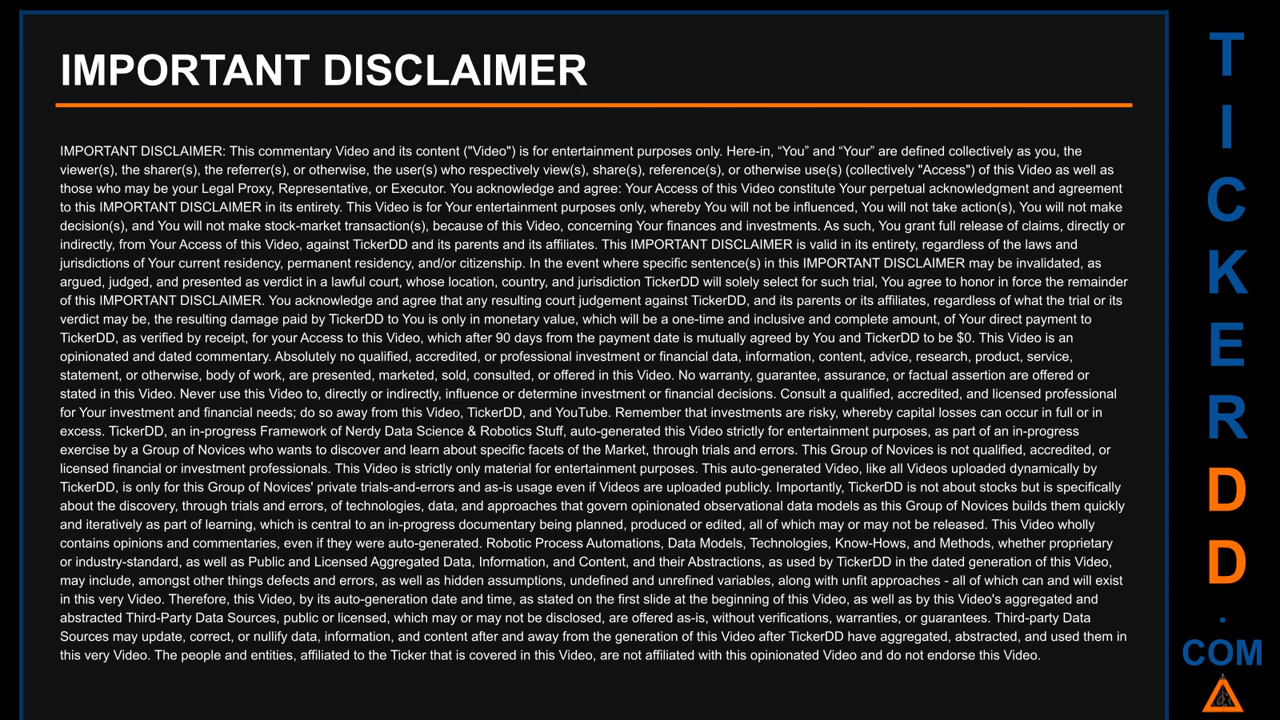 IMPORTANT DISCLAIMER
IMPORTANT DISCLAIMER: This commentary Video and its content ("Video") is for entertainment purposes only. Here-in, “You” and “Your” are defined collectively as you, the
viewer(s), the sharer(s), the referrer(s), or otherwise, the user(s) who respectively view(s), share(s), reference(s), or otherwise use(s) (collectively "Access") of this Video as well as
those who may be your Legal Proxy, Representative, or Executor. You acknowledge and agree: Your Access of this Video constitute Your perpetual acknowledgment and agreement
to this IMPORTANT DISCLAIMER in its entirety. This Video is for Your entertainment purposes only, whereby You will not be influenced, You will not take action(s), You will not make
decision(s), and You will not make stock-market transaction(s), because of this Video, concerning Your finances and investments. As such, You grant full release of claims, directly or
indirectly, from Your Access of this Video, against TickerDD and its parents and its affiliates. This IMPORTANT DISCLAIMER is valid in its entirety, regardless of the laws and
jurisdictions of Your current residency, permanent residency, and/or citizenship. In the event where specific sentence(s) in this IMPORTANT DISCLAIMER may be invalidated, as
argued, judged, and presented as verdict in a lawful court, whose location, country, and jurisdiction TickerDD will solely select for such trial, You agree to honor in force the remainder
of this IMPORTANT DISCLAIMER. You acknowledge and agree that any resulting court judgement against TickerDD, and its parents or its affiliates, regardless of what the trial or its
verdict may be, the resulting damage paid by TickerDD to You is only in monetary value, which will be a one-time and inclusive and complete amount, of Your direct payment to
TickerDD, as verified by receipt, for your Access to this Video, which after 90 days from the payment date is mutually agreed by You and TickerDD to be $0. This Video is an
opinionated and dated commentary. Absolutely no qualified, accredited, or professional investment or financial data, information, content, advice, research, product, service,
statement, or otherwise, body of work, are presented, marketed, sold, consulted, or offered in this Video. No warranty, guarantee, assurance, or factual assertion are offered or
stated in this Video. Never use this Video to, directly or indirectly, influence or determine investment or financial decisions. Consult a qualified, accredited, and licensed professional
for Your investment and financial needs; do so away from this Video, TickerDD, and YouTube. Remember that investments are risky, whereby capital losses can occur in full or in
excess. TickerDD, an in-progress Framework of Nerdy Data Science & Robotics Stuff, auto-generated this Video strictly for entertainment purposes, as part of an in-progress
exercise by a Group of Novices who wants to discover and learn about specific facets of the Market, through trials and errors. This Group of Novices is not qualified, accredited, or
licensed financial or investment professionals. This Video is strictly only material for entertainment purposes. This auto-generated Video, like all Videos uploaded dynamically by
TickerDD, is only for this Group of Novices' private trials-and-errors and as-is usage even if Videos are uploaded publicly. Importantly, TickerDD is not about stocks but is specifically
about the discovery, through trials and errors, of technologies, data, and approaches that govern opinionated observational data models as this Group of Novices builds them quickly
and iteratively as part of learning, which is central to an in-progress documentary being planned, produced or edited, all of which may or may not be released. This Video wholly
contains opinions and commentaries, even if they were auto-generated. Robotic Process Automations, Data Models, Technologies, Know-Hows, and Methods, whether proprietary
or industry-standard, as well as Public and Licensed Aggregated Data, Information, and Content, and their Abstractions, as used by TickerDD in the dated generation of this Video,
may include, amongst other things defects and errors, as well as hidden assumptions, undefined and unrefined variables, along with unfit approaches - all of which can and will exist
in this very Video. Therefore, this Video, by its auto-generation date and time, as stated on the first slide at the beginning of this Video, as well as by this Video's aggregated and
abstracted Third-Party Data Sources, public or licensed, which may or may not be disclosed, are offered as-is, without verifications, warranties, or guarantees. Third-party Data
Sources may update, correct, or nullify data, information, and content after and away from the generation of this Video after TickerDD have aggregated, abstracted, and used them in
this very Video. The people and entities, affiliated to the Ticker that is covered in this Video, are not affiliated with this opinionated Video and do not endorse this Video.
T
I
C
K
E
R
D
D
.
COM